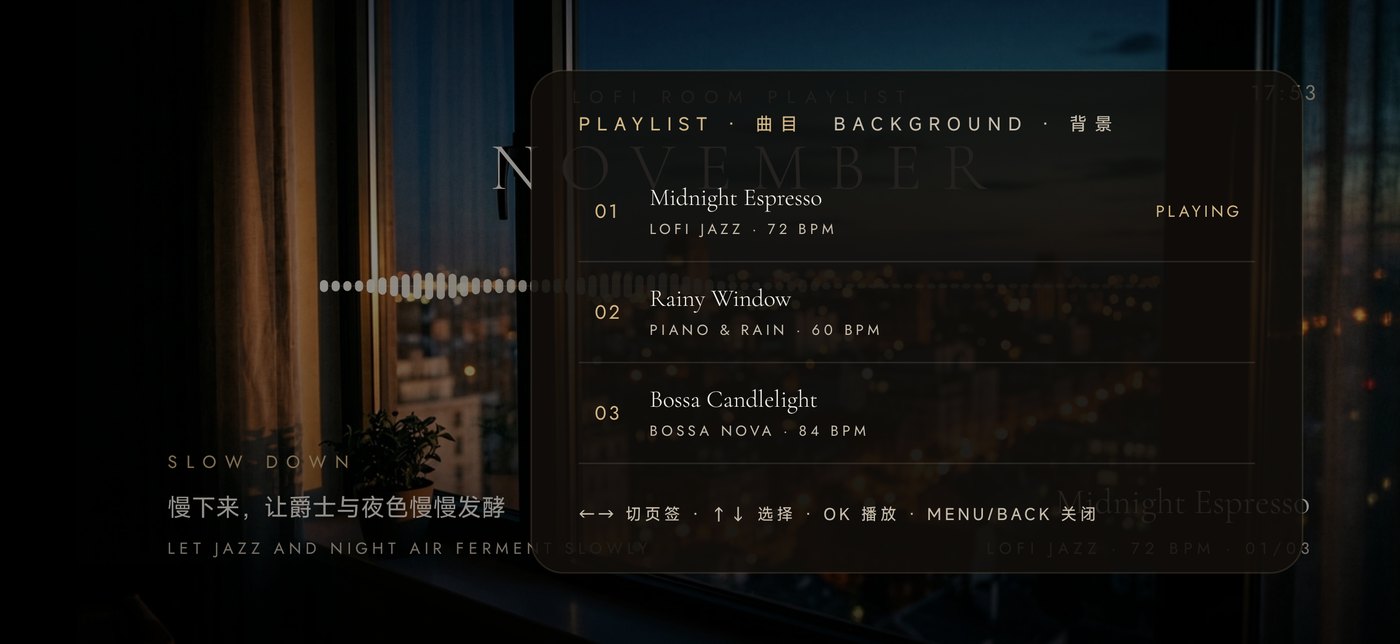 LOFI ROOM PLAYLIST
17:53
PLAYLIST · 曲目 BACKGROUND · 背景
NOVEMBER
01
Midnight Espresso
LOFI JAZZ · 72 BPM
PLAYING
02
Rainy Window
PIANO & RAIN · 60 BPM
03
Bossa Candlelight
BOSSA NOVA · 84 BPM
SLOW DOWN
慢下来，让爵士与夜色慢慢发酵
LET JAZZ AND NIGHT AIR FERMENT SLOWLY
←→ 切页签 · ↑↓ 选择 · OK 播放 · MENU/BACK 关闭
Midnight Espresso
LOFI JAZZ · 72 BPM · 01/03